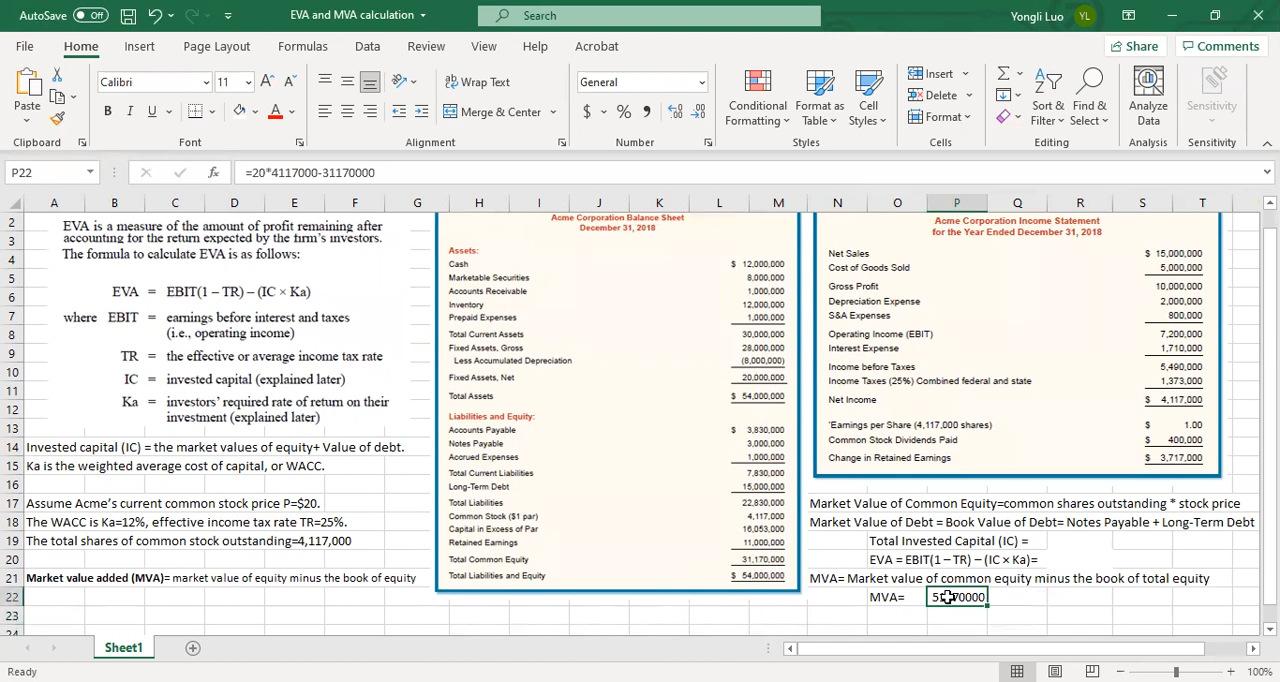 AutoSave Off EVA and MVA calculation Search Yongli Luo YL
File Home Insert Page Layout Formulas Data Review View Help Acrobat Share Comments
Calibri 11 Wrap Text General Insert
Paste B I U Merge & Center $ % Conditional Formatting Format as Table Cell Styles Delete Format Sort & Filter Find & Select Analyze Data Sensitivity
Clipboard Font Alignment Number Styles Cells Editing Analysis Sensitivity
P22 fx =20*4117000-31170000
A B C D E F G H I J K L M N O P Q R S T
2
3
4
5
6
7
8
9
10
11
12
13
14
15
16
17
18
19
20
21
22
23
24
EVA is a measure of the amount of profit remaining after
accounting for the return expected by the firm's investors.
The formula to calculate EVA is as follows:
EVA = EBIT(1 – TR) – (IC × Ka)
where EBIT = earnings before interest and taxes
(i.e., operating income)
TR = the effective or average income tax rate
IC = invested capital (explained later)
Ka = investors' required rate of return on their
investment (explained later)
Invested capital (IC) = the market values of equity+ Value of debt.
Ka is the weighted average cost of capital, or WACC.
Assume Acme's current common stock price P=$20.
The WACC is Ka=12%, effective income tax rate TR=25%.
The total shares of common stock outstanding=4,117,000
Market value added (MVA)= market value of equity minus the book of equity
Acme Corporation Balance Sheet
December 31, 2018
Assets:
Cash $ 12,000,000
Marketable Securities 8,000,000
Accounts Receivable 1,000,000
Inventory 12,000,000
Prepaid Expenses 1,000,000
Total Current Assets 30,000,000
Fixed Assets, Gross 28,000,000
Less Accumulated Depreciation (8,000,000)
Fixed Assets, Net 20,000,000
Total Assets $ 54,000,000
Liabilities and Equity:
Accounts Payable $ 3,830,000
Notes Payable 3,000,000
Accrued Expenses 1,000,000
Total Current Liabilities 7,830,000
Long-Term Debt 15,000,000
Total Liabilities 22,830,000
Common Stock ($1 par) 4,117,000
Capital in Excess of Par 16,053,000
Retained Earnings 11,000,000
Total Common Equity 31,170,000
Total Liabilities and Equity $ 54,000,000
Acme Corporation Income Statement
for the Year Ended December 31, 2018
Net Sales $ 15,000,000
Cost of Goods Sold 5,000,000
Gross Profit 10,000,000
Depreciation Expense 2,000,000
S&A Expenses 800,000
Operating Income (EBIT) 7,200,000
Interest Expense 1,710,000
Income before Taxes 5,490,000
Income Taxes (25%) Combined federal and state 1,373,000
Net Income $ 4,117,000
'Earnings per Share (4,117,000 shares) $ 1.00
Common Stock Dividends Paid $ 400,000
Change in Retained Earnings $ 3,717,000
Market Value of Common Equity=common shares outstanding * stock price
Market Value of Debt = Book Value of Debt= Notes Payable + Long-Term Debt
Total Invested Capital (IC) =
EVA = EBIT(1 – TR) – (IC × Ka)=
MVA= Market value of common equity minus the book of total equity
MVA=
Sheet1
Ready 100%